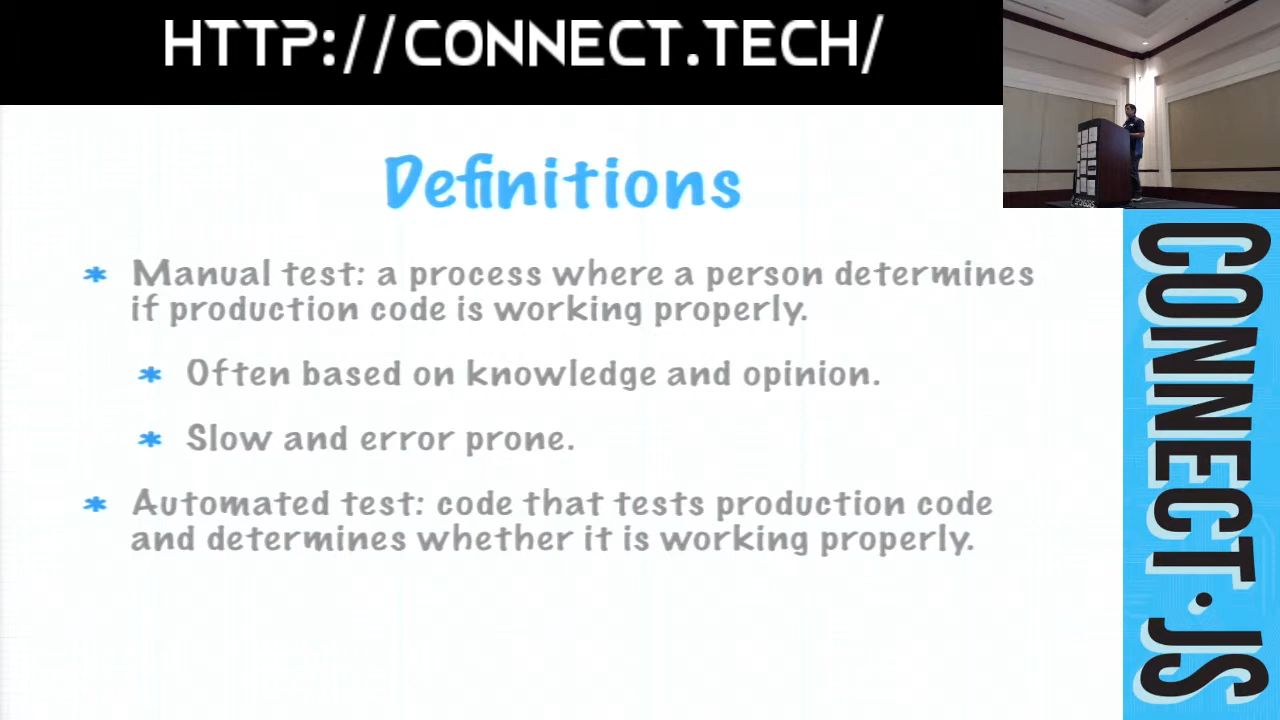 HTTP://CONNECT.TECH/
Definitions
* Manual test: a process where a person determines
if production code is working properly.
* Often based on knowledge and opinion.
* Slow and error prone.
* Automated test: code that tests production code
and determines whether it is working properly.
CONNECT.JS